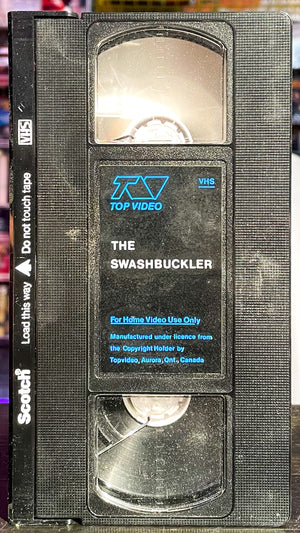 TOP VIDEO
VHS
THE
SWASHBUCKLER
For Home Video Use Only
Manufactured under licence from
the Copyright Holder by
Topvideo, Aurora, Ont., Canada
Scotch
Load this way ▲ Do not touch tape
VHS